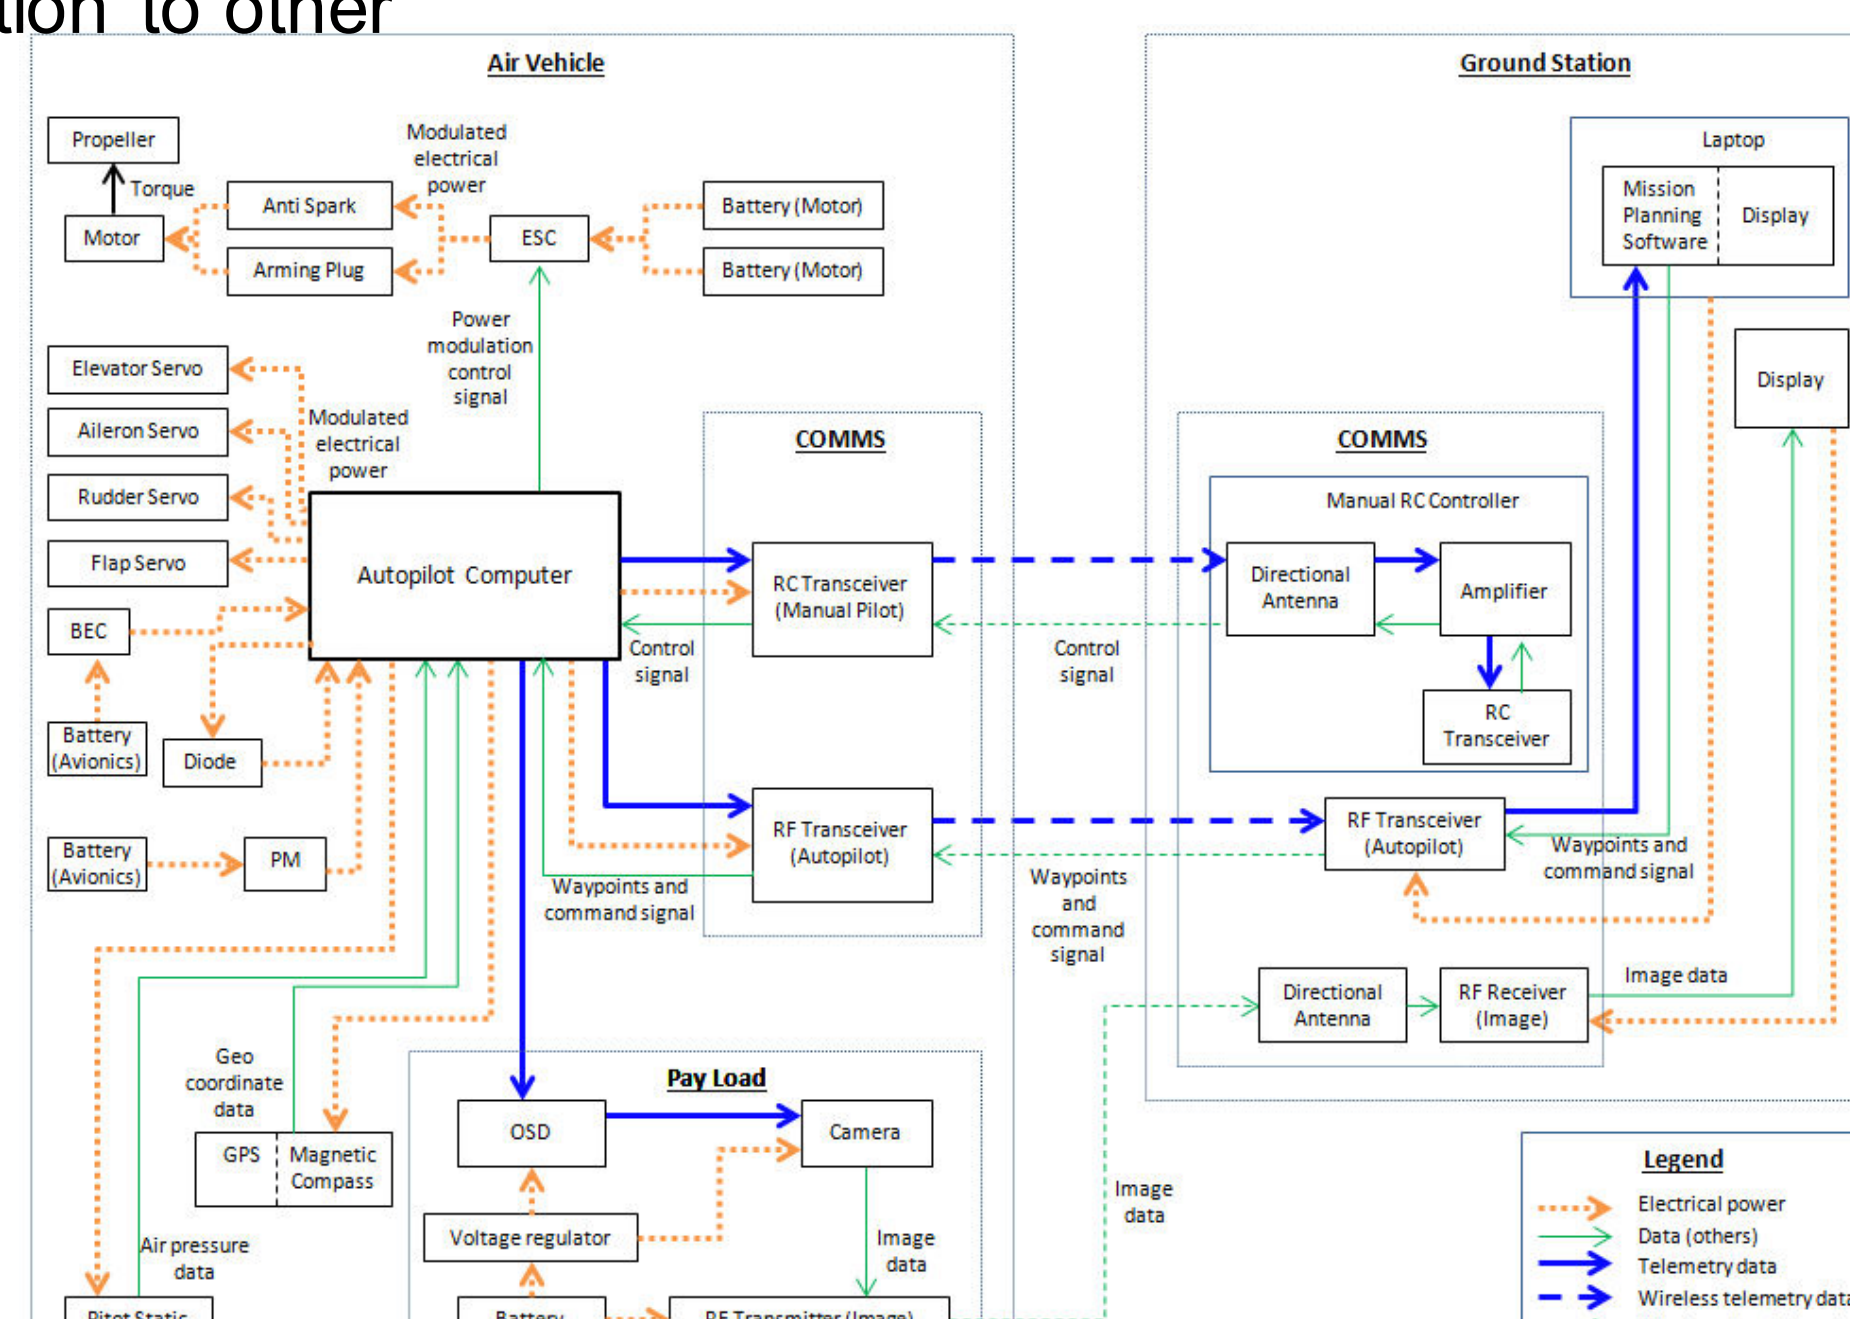 to other
Air Vehicle
Ground Station
Propeller
Torque
Motor
Anti Spark
Arming Plug
Modulated
electrical
power
ESC
Battery (Motor)
Battery (Motor)
Laptop
Mission
Planning
Software
Display
Display
Power
modulation
control
signal
Elevator Servo
Aileron Servo
Rudder Servo
Flap Servo
Modulated
electrical
power
Autopilot Computer
BEC
Battery
(Avionics)
Diode
Battery
(Avionics)
PM
COMMS
RC Transceiver
(Manual Pilot)
Control
signal
RF Transceiver
(Autopilot)
Waypoints and
command signal
Control
signal
Waypoints
and
command
signal
COMMS
Manual RC Controller
Directional
Antenna
Amplifier
RC
Transceiver
RF Transceiver
(Autopilot)
Waypoints and
command signal
Directional
Antenna
RF Receiver
(Image)
Image data
Geo
coordinate
data
GPS
Magnetic
Compass
Air pressure
data
Pitot Static
Pay Load
OSD
Camera
Voltage regulator
Image
data
Battery
RF Transmitter (Image)
Image
data
Legend
Electrical power
Data (others)
Telemetry data
Wireless telemetry data